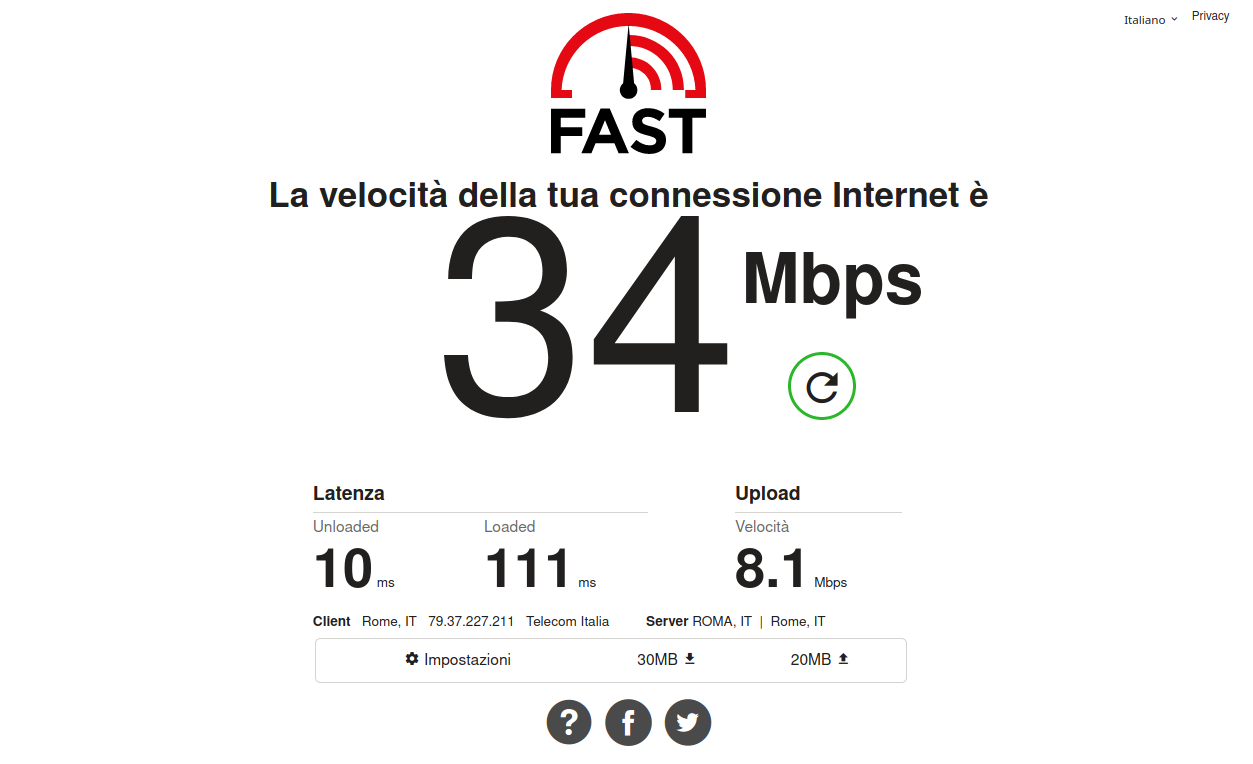 Italiano Privacy
FAST
La velocità della tua connessione Internet è
34 Mbps
Latenza Upload
Unloaded Loaded Velocità
10 ms 111 ms 8.1 Mbps
Client Rome, IT 79.37.227.211 Telecom Italia Server ROMA, IT | Rome, IT
Impostazioni 30MB 20MB